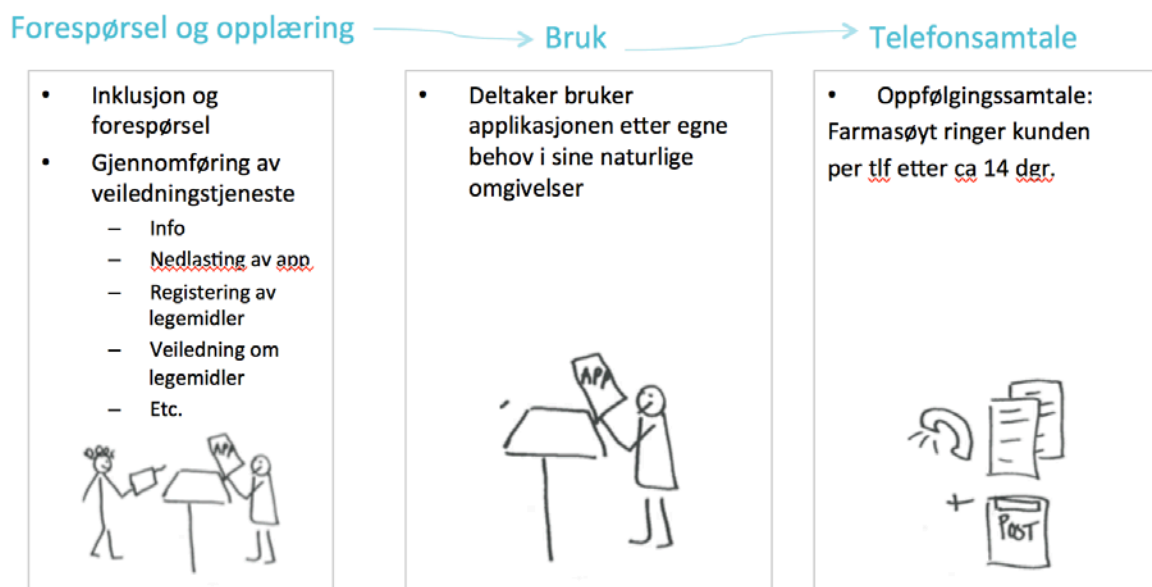 Forespørsel og opplæring
Bruk
Telefonsamtale
• Inklusjon og
forespørsel
• Gjennomføring av
veiledningstjeneste
– Info
– Nedlasting av app
– Registering av
legemidler
– Veiledning om
legemidler
– Etc.
APP
• Deltaker bruker
applikasjonen etter egne
behov i sine naturlige
omgivelser
APP
• Oppfølgingssamtale:
Farmasøyt ringer kunden
per tlf etter ca 14 dgr.
POST